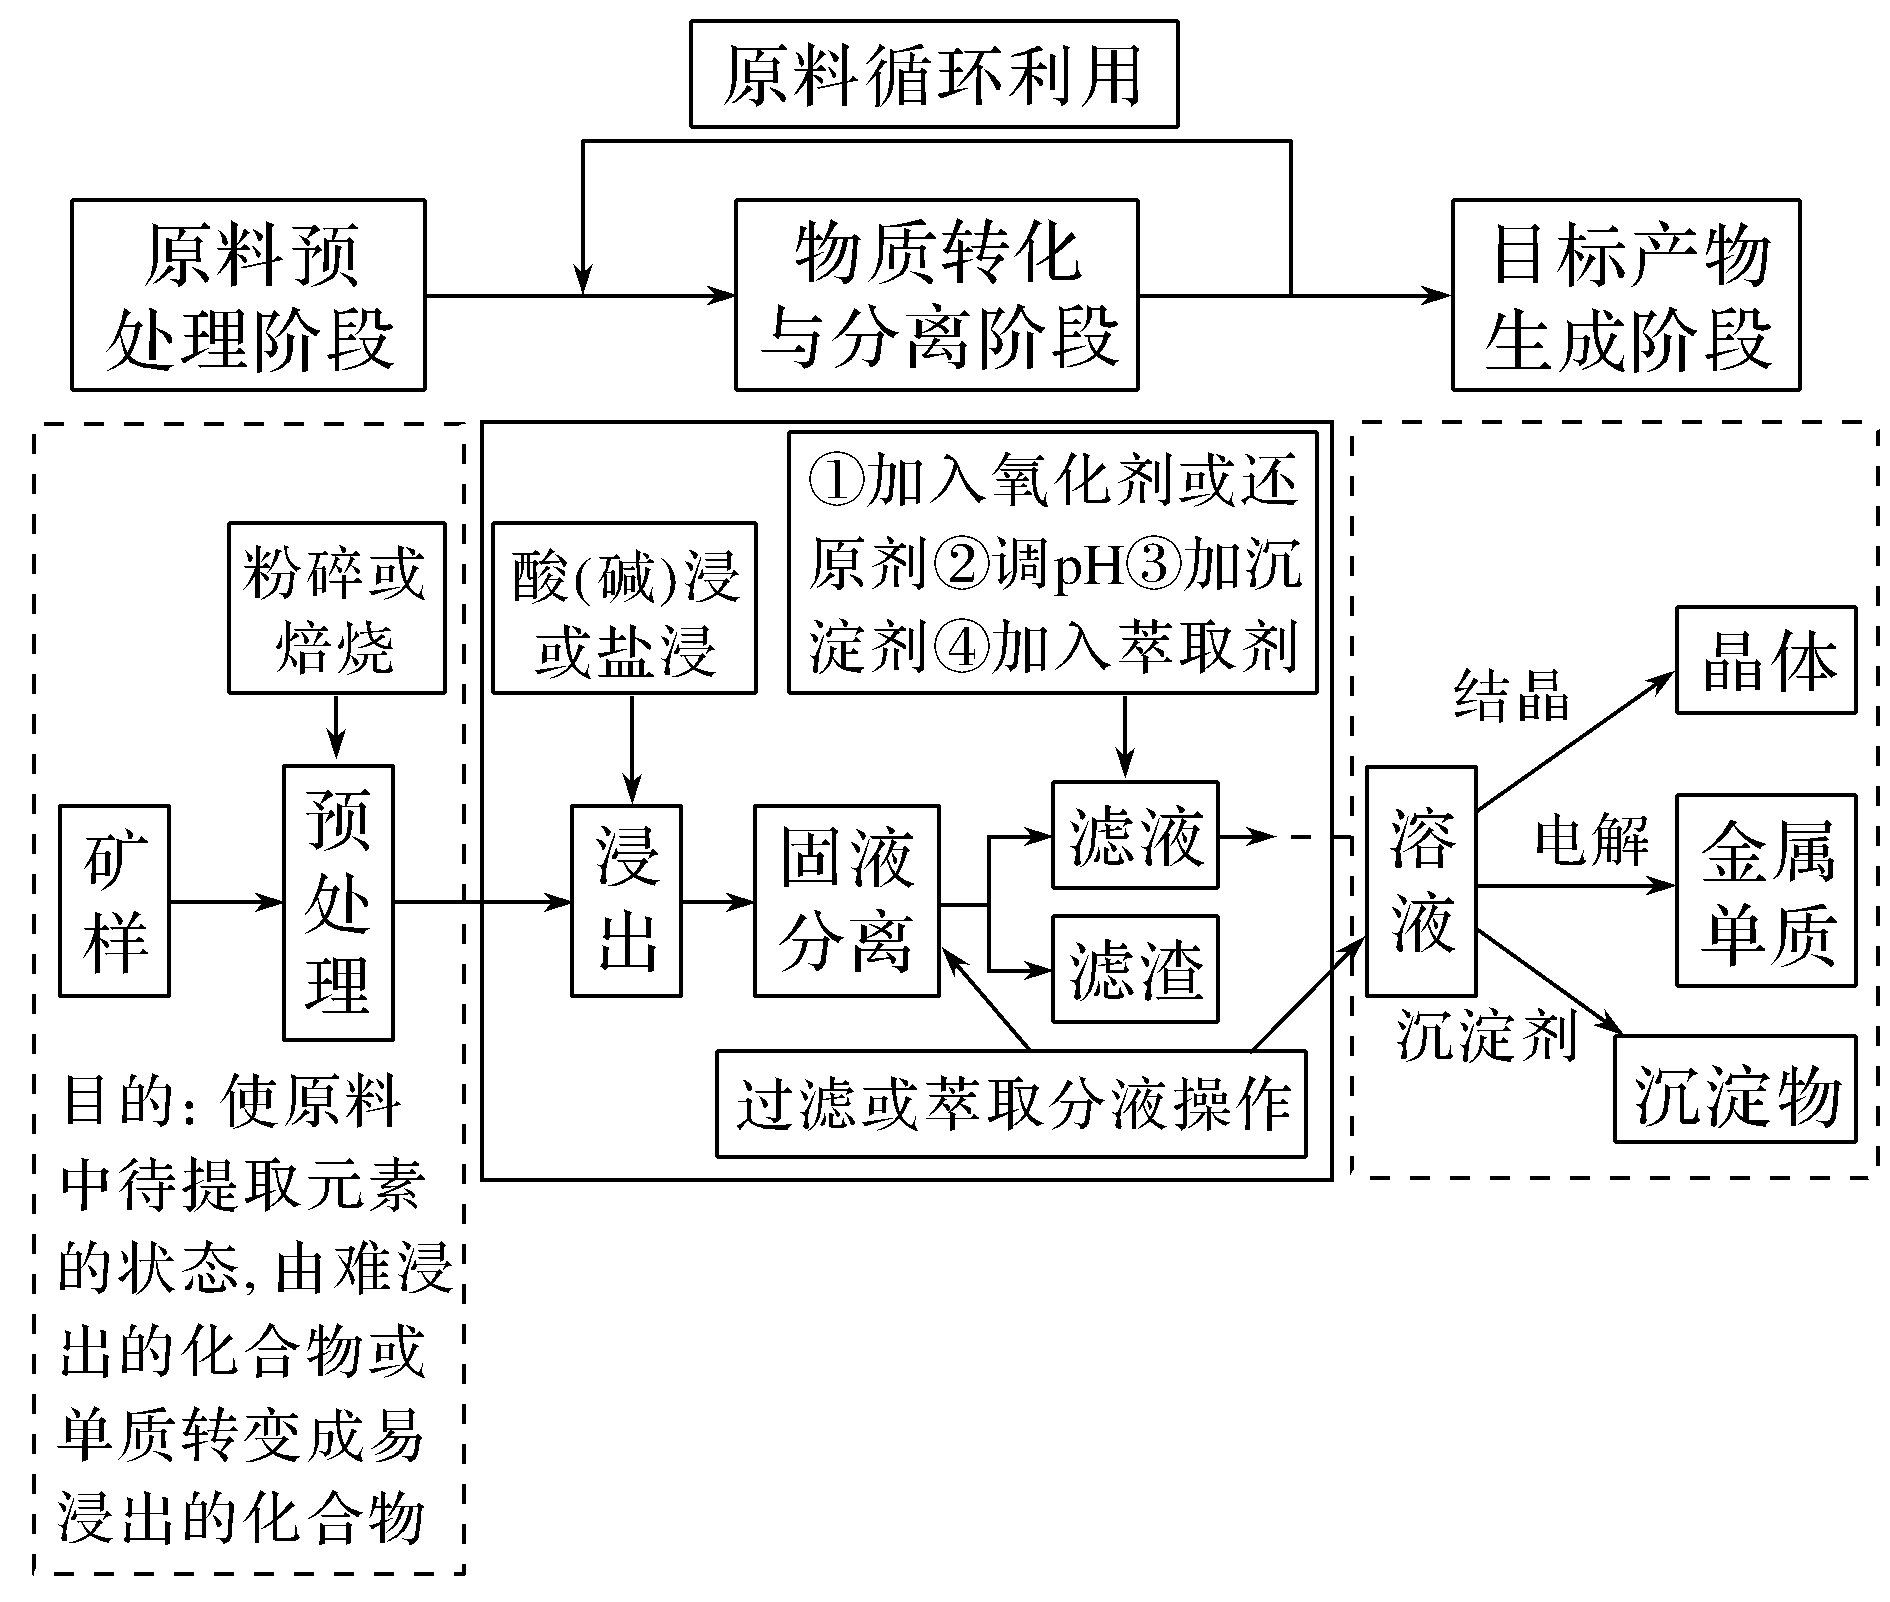 原料循环利用
原料预
处理阶段
物质转化
与分离阶段
目标产物
生成阶段
粉碎或
焙烧
酸(碱)浸
或盐浸
①加入氧化剂或还
原剂②调pH③加沉
淀剂④加入萃取剂
矿
样
预
处
理
浸
出
固液
分离
滤液
滤渣
过滤或萃取分液操作
溶
液
结晶
晶体
电解
金属
单质
沉淀剂
沉淀物
目的：使原料
中待提取元素
的状态,由难浸
出的化合物或
单质转变成易
浸出的化合物